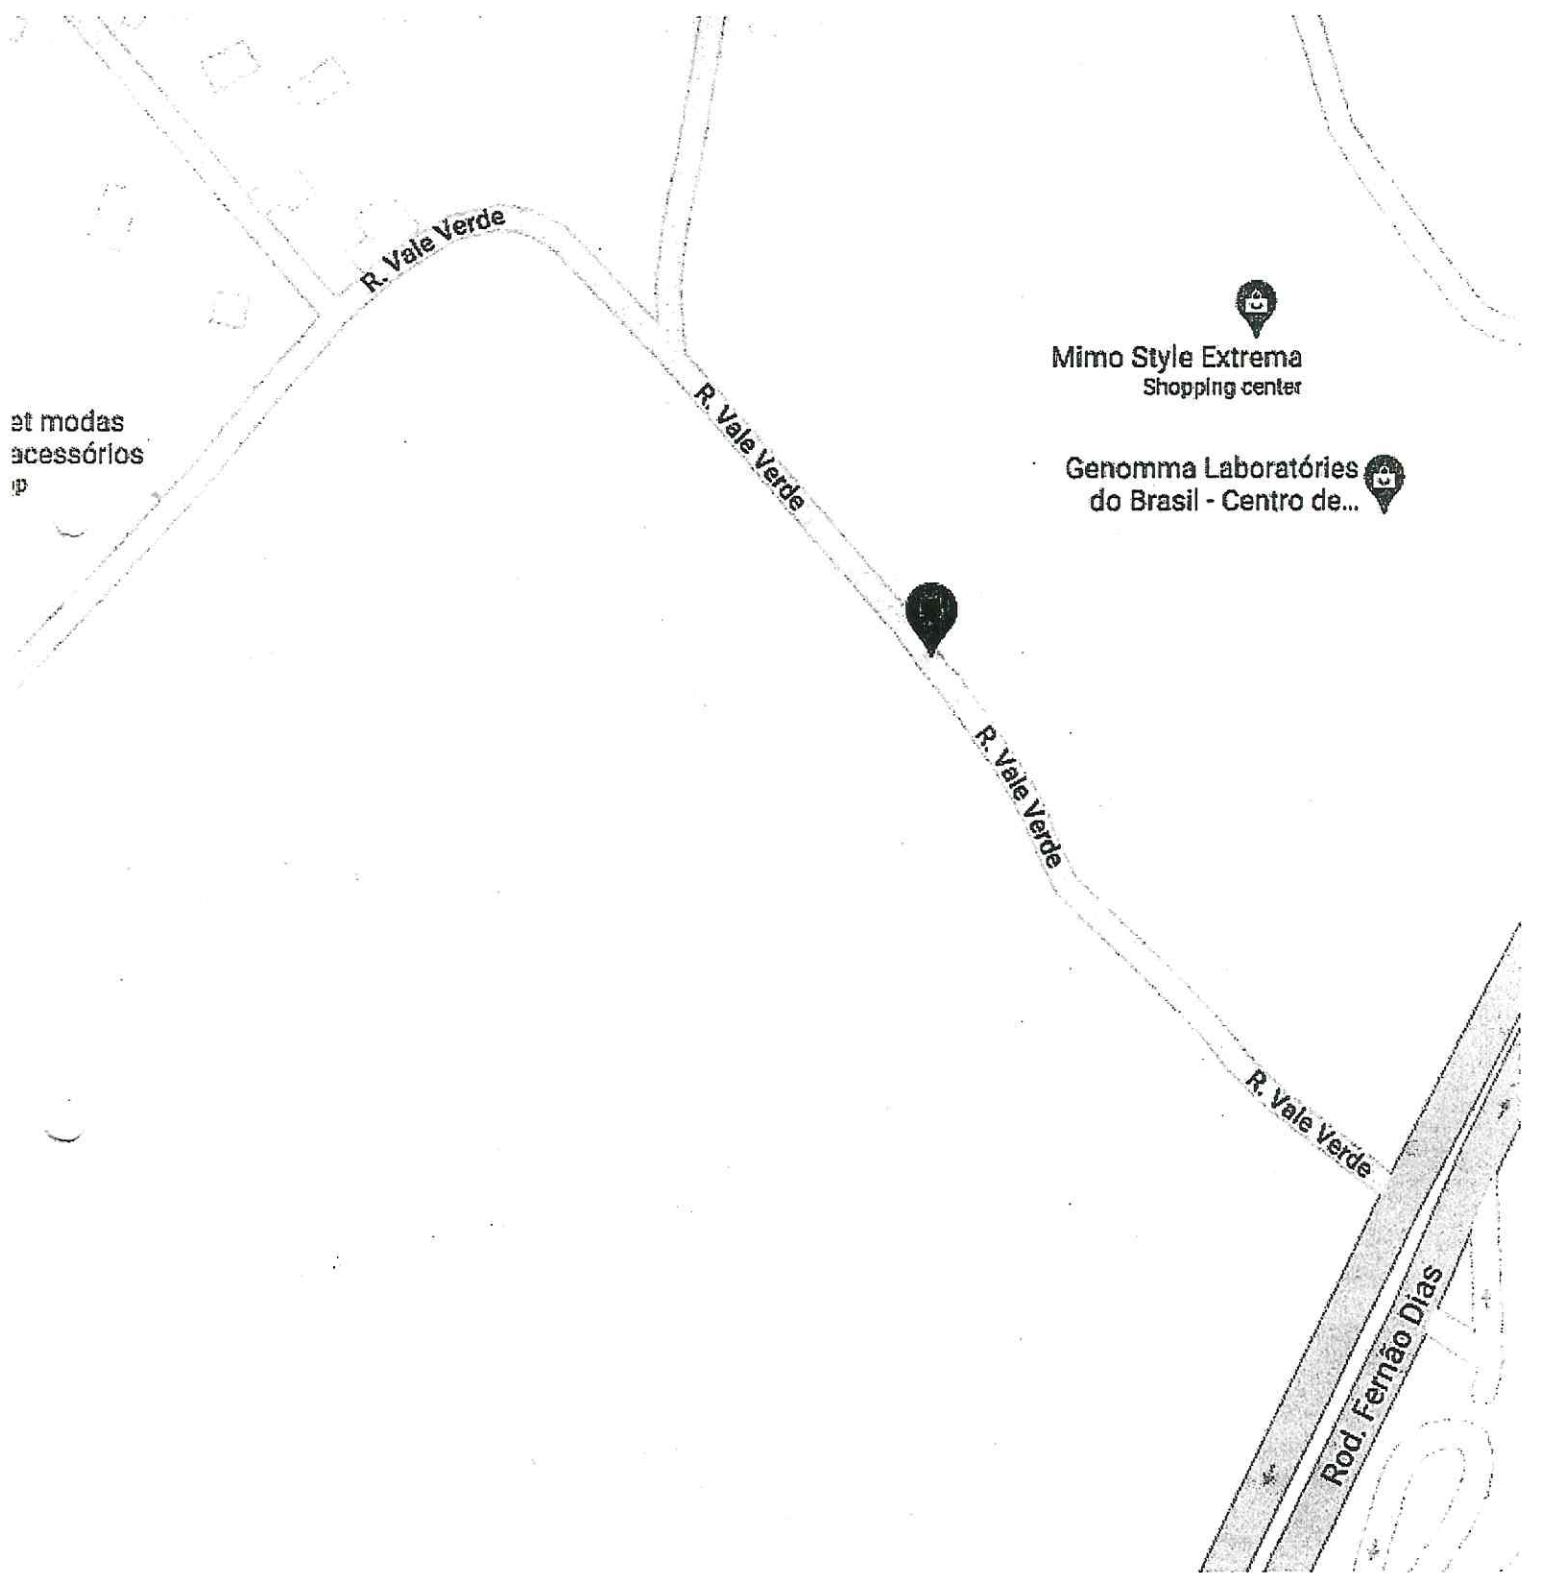 R. Vale Verde
Mimo Style Extrema
Shopping center
et modas
acessórios
R. Vale Verde
Genomma Laboratóries
do Brasil - Centro de...
R. Vale Verde
R. Vale Verde
Rod. Fernão Dias